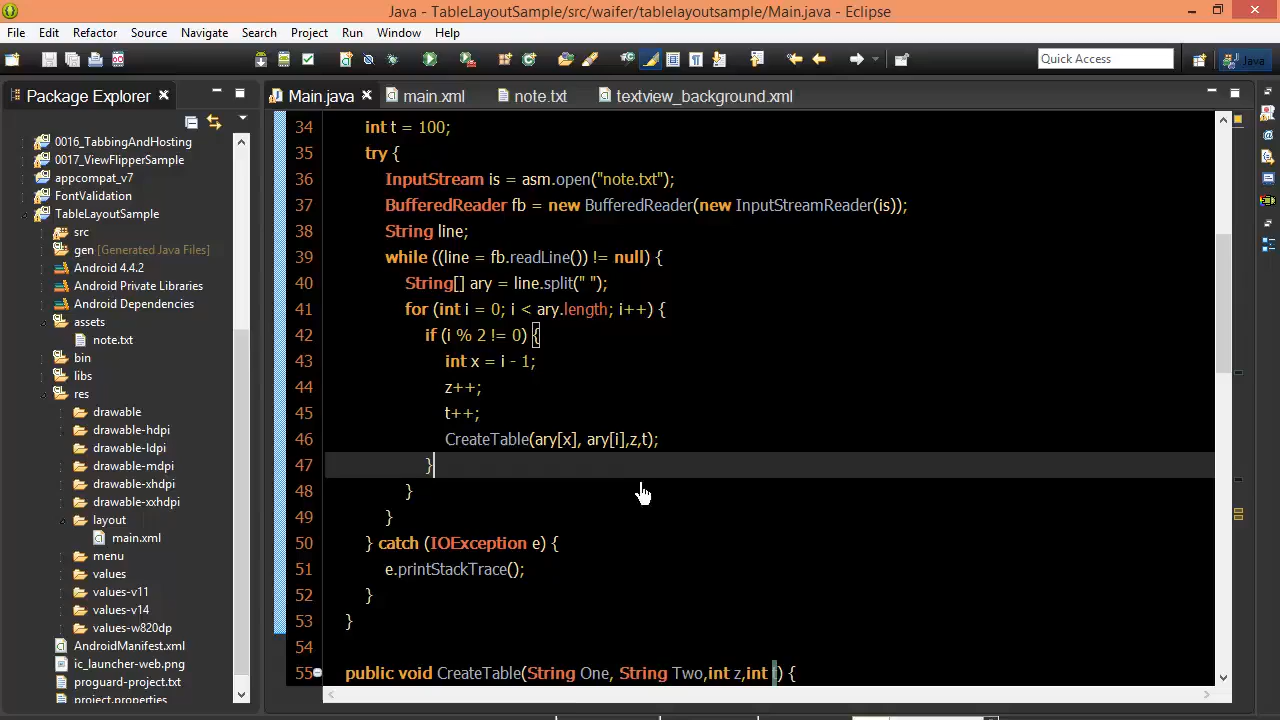 Java - TableLayoutSample/src/waifer/tablelayoutsample/Main.java - Eclipse
File Edit Refactor Source Navigate Search Project Run Window Help
Quick Access
Java
Package Explorer
Main.java main.xml note.txt textview_background.xml
0016_TabbingAndHosting
0017_ViewFlipperSample
appcompat_v7
FontValidation
TableLayoutSample
src
gen [Generated Java Files]
Android 4.4.2
Android Private Libraries
Android Dependencies
assets
note.txt
bin
libs
res
drawable
drawable-hdpi
drawable-ldpi
drawable-mdpi
drawable-xhdpi
drawable-xxhdpi
layout
main.xml
menu
values
values-v11
values-v14
values-w820dp
AndroidManifest.xml
ic_launcher-web.png
proguard-project.txt
project.properties
34 int t = 100;
35 try {
36 InputStream is = asm.open("note.txt");
37 BufferedReader fb = new BufferedReader(new InputStreamReader(is));
38 String line;
39 while ((line = fb.readLine()) != null) {
40 String[] ary = line.split(" ");
41 for (int i = 0; i < ary.length; i++) {
42 if (i % 2 != 0) {
43 int x = i - 1;
44 z++;
45 t++;
46 CreateTable(ary[x], ary[i],z,t);
47 }
48 }
49 }
50 } catch (IOException e) {
51 e.printStackTrace();
52 }
53 }
54
55 public void CreateTable(String One, String Two,int z,int t) {